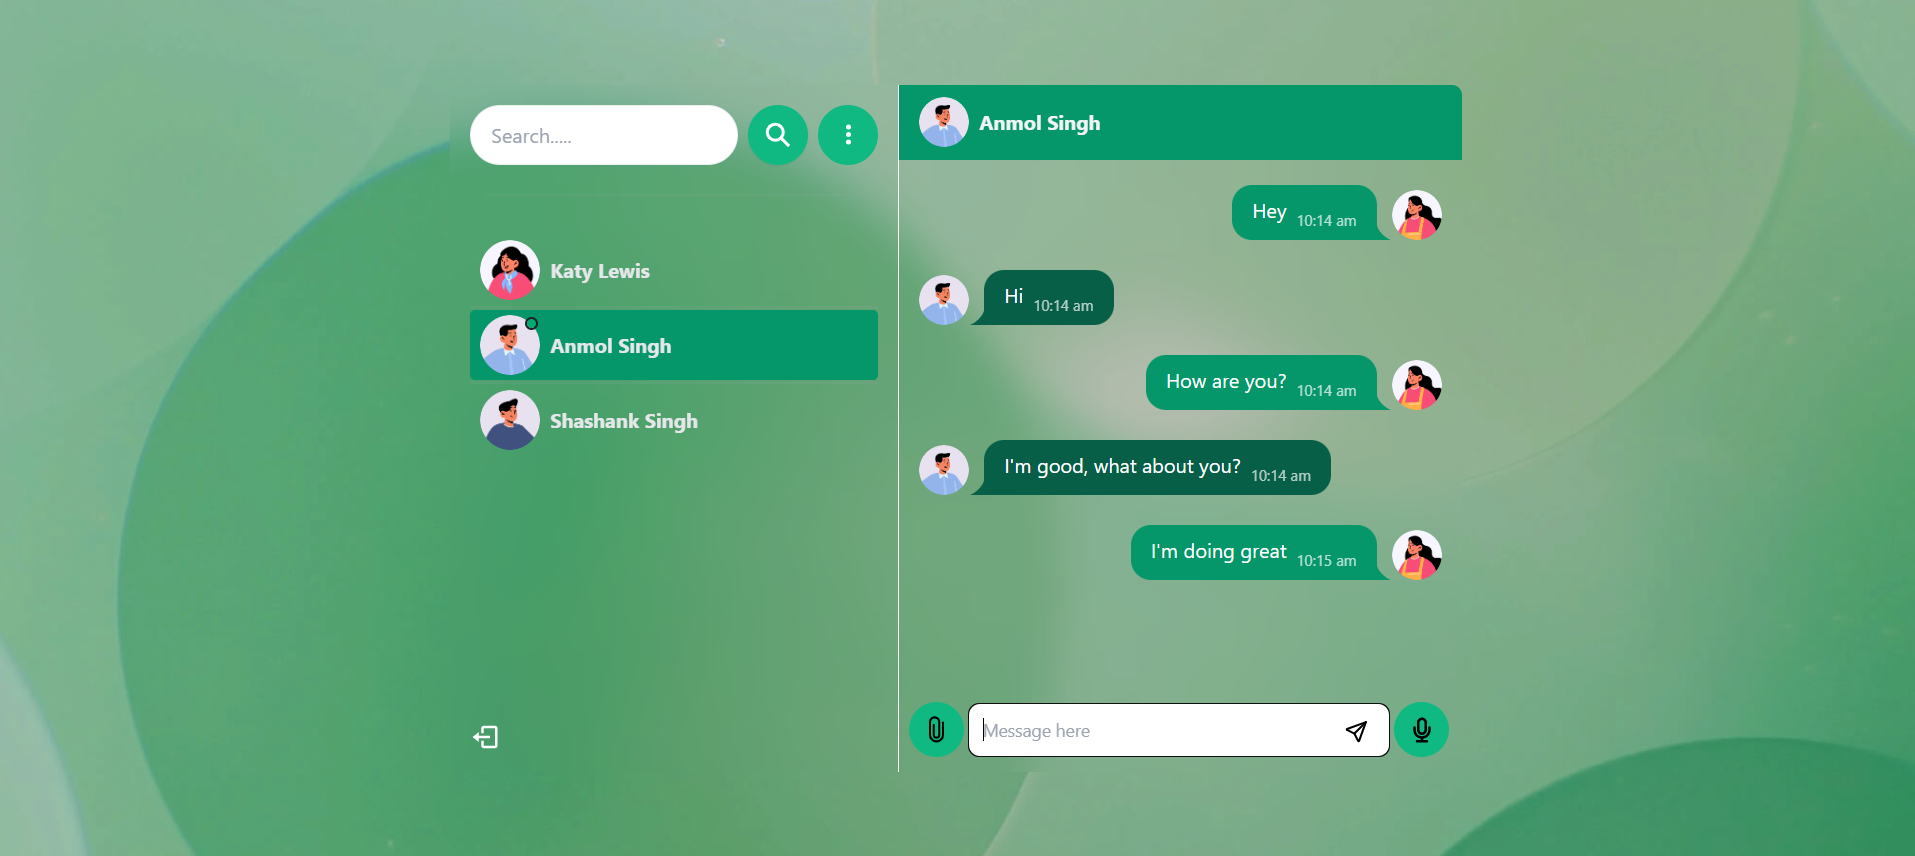 Search.....
Katy Lewis
Anmol Singh
Shashank Singh
Anmol Singh
Hey 10:14 am
Hi 10:14 am
How are you? 10:14 am
I'm good, what about you? 10:14 am
I'm doing great 10:15 am
Message here